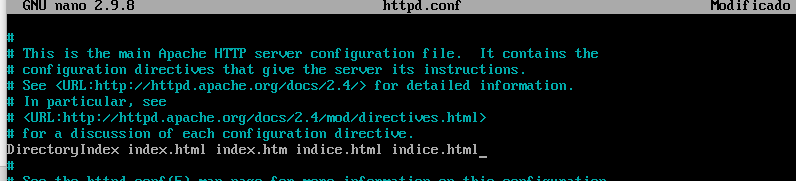 GNU nano 2.9.8 httpd.conf Modificado
#
# This is the main Apache HTTP server configuration file.  It contains the
# configuration directives that give the server its instructions.
# See <URL:http://httpd.apache.org/docs/2.4/> for detailed information.
# In particular, see
# <URL:http://httpd.apache.org/docs/2.4/mod/directives.html>
# for a discussion of each configuration directive.
DirectoryIndex index.html index.htm indice.html indice.html_
#
# See the httpd.conf(5) man page for more information on this configuration